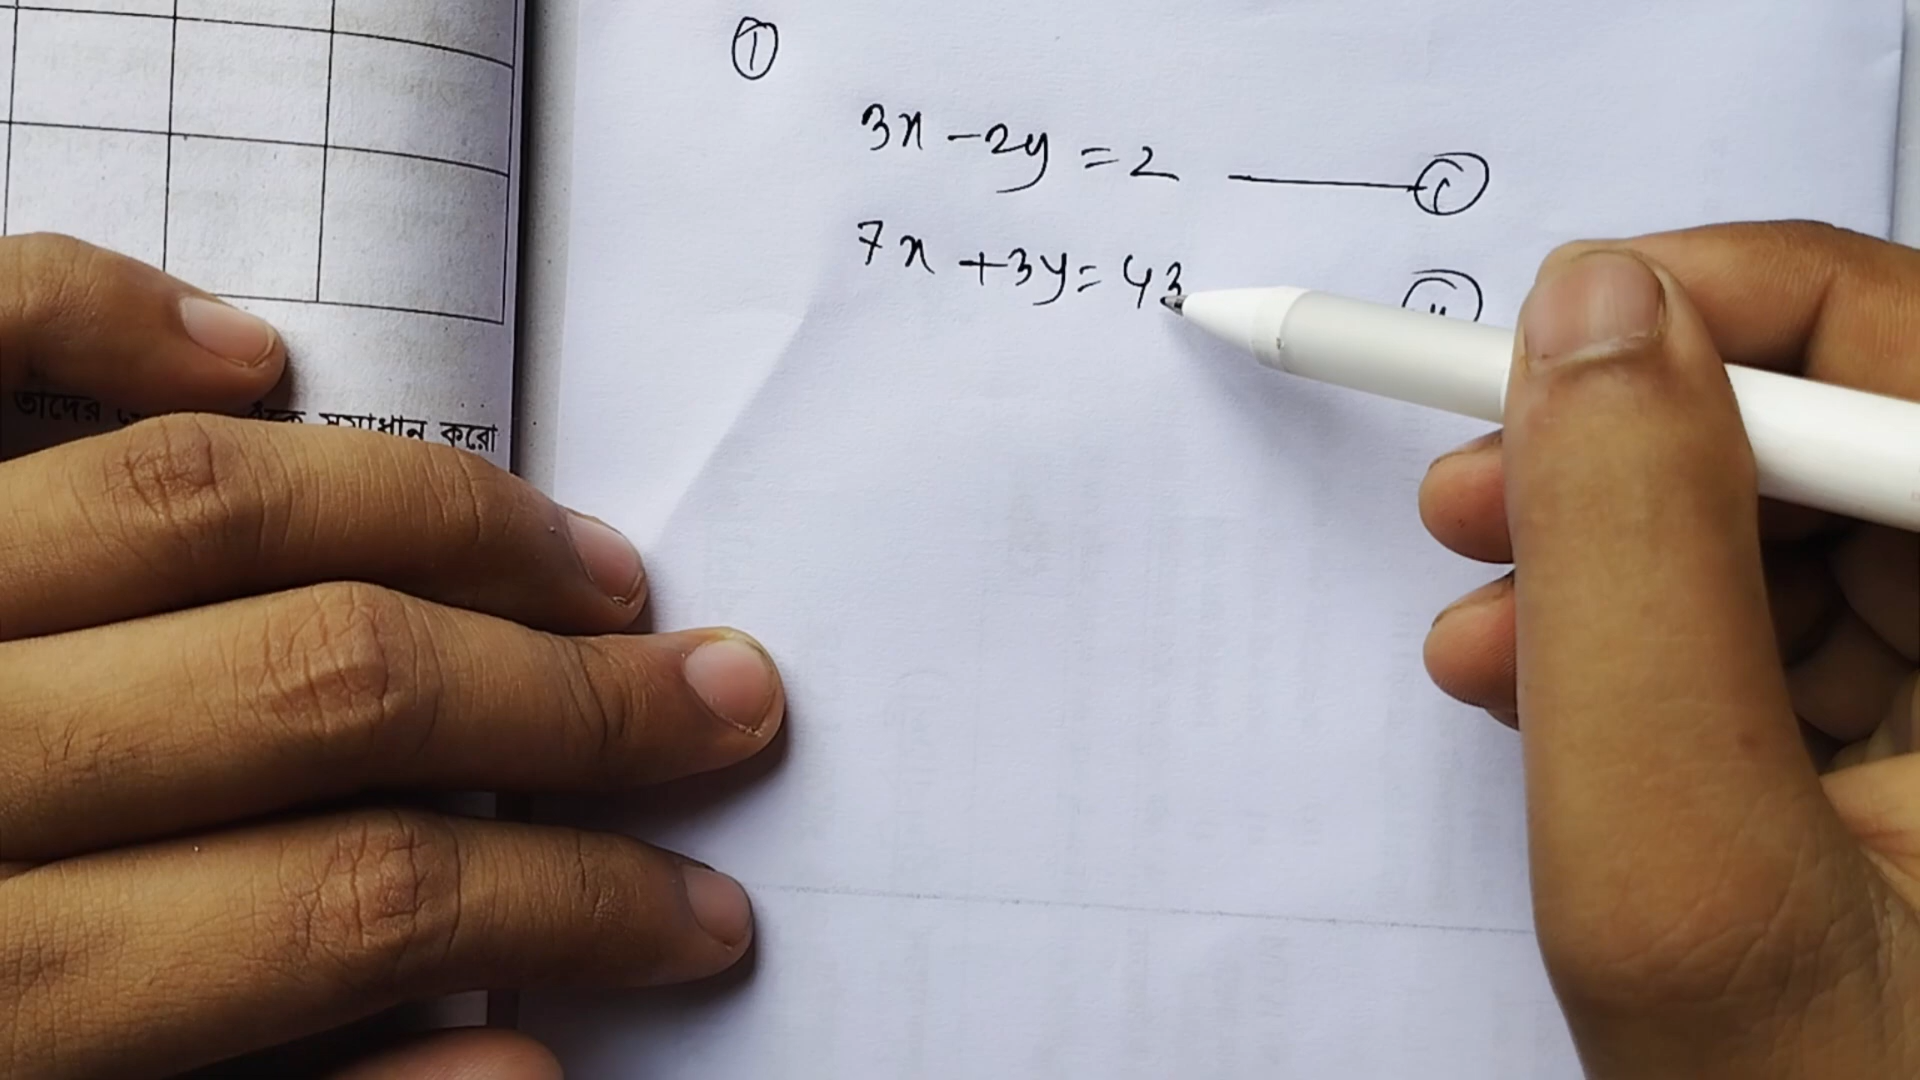 ①
3x - 2y = 2 —— (i)
7x + 3y = 43 (ii)
তাদের সমাধান করো